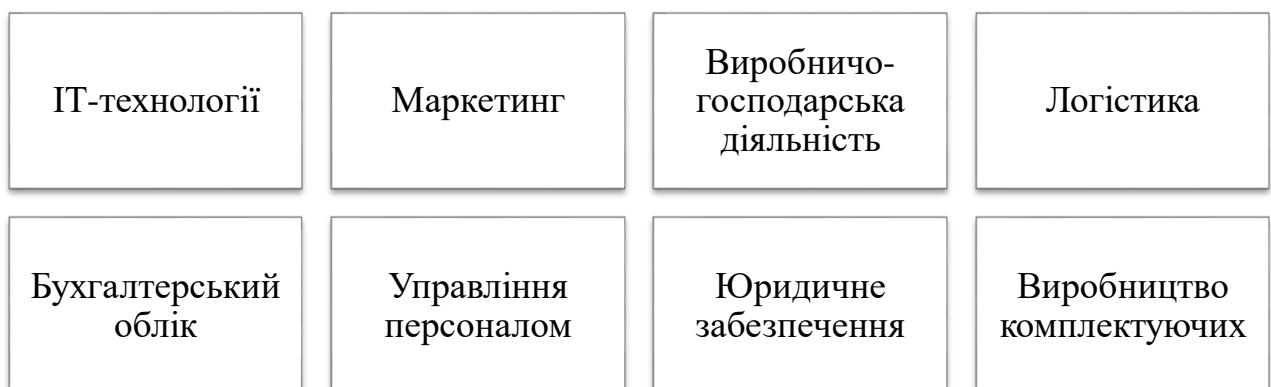 ІТ-технології
Маркетинг
Виробничо-
господарська
діяльність
Логістика
Бухгалтерський
облік
Управління
персоналом
Юридичне
забезпечення
Виробництво
комплектуючих